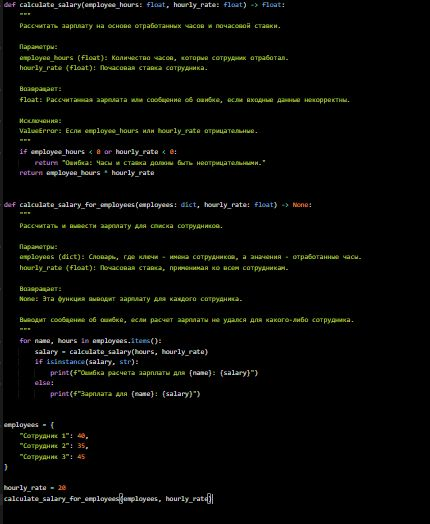 def calculate_salary(employee_hours: float, hourly_rate: float) -> float:
"""
Рассчитать зарплату на основе отработанных часов и почасовой ставки.
Параметры:
employee_hours (float): Количество часов, которые сотрудник отработал.
hourly_rate (float): Почасовая ставка сотрудника.
Возвращает:
float: Рассчитанная зарплата или сообщение об ошибке, если входные данные некорректны.
Исключения:
ValueError: Если employee_hours или hourly_rate отрицательные.
"""
if employee_hours < 0 or hourly_rate < 0:
return "Ошибка: Часы и ставка должны быть неотрицательными."
return employee_hours * hourly_rate
def calculate_salary_for_employees(employees: dict, hourly_rate: float) -> None:
"""
Рассчитать и вывести зарплату для списка сотрудников.
Параметры:
employees (dict): Словарь, где ключи - имена сотрудников, а значения - отработанные часы.
hourly_rate (float): Почасовая ставка, применимая ко всем сотрудникам.
Возвращает:
None: Эта функция выводит зарплату для каждого сотрудника.
Выводит сообщение об ошибке, если расчет зарплаты не удался для какого-либо сотрудника.
"""
for name, hours in employees.items():
salary = calculate_salary(hours, hourly_rate)
if isinstance(salary, str):
print(f"Ошибка расчета зарплаты для {name}: {salary}")
else:
print(f"Зарплата для {name}: {salary}")
employees = {
"Сотрудник 1": 40,
"Сотрудник 2": 35,
"Сотрудник 3": 45
}
hourly_rate = 20
calculate_salary_for_employees(employees, hourly_rate)